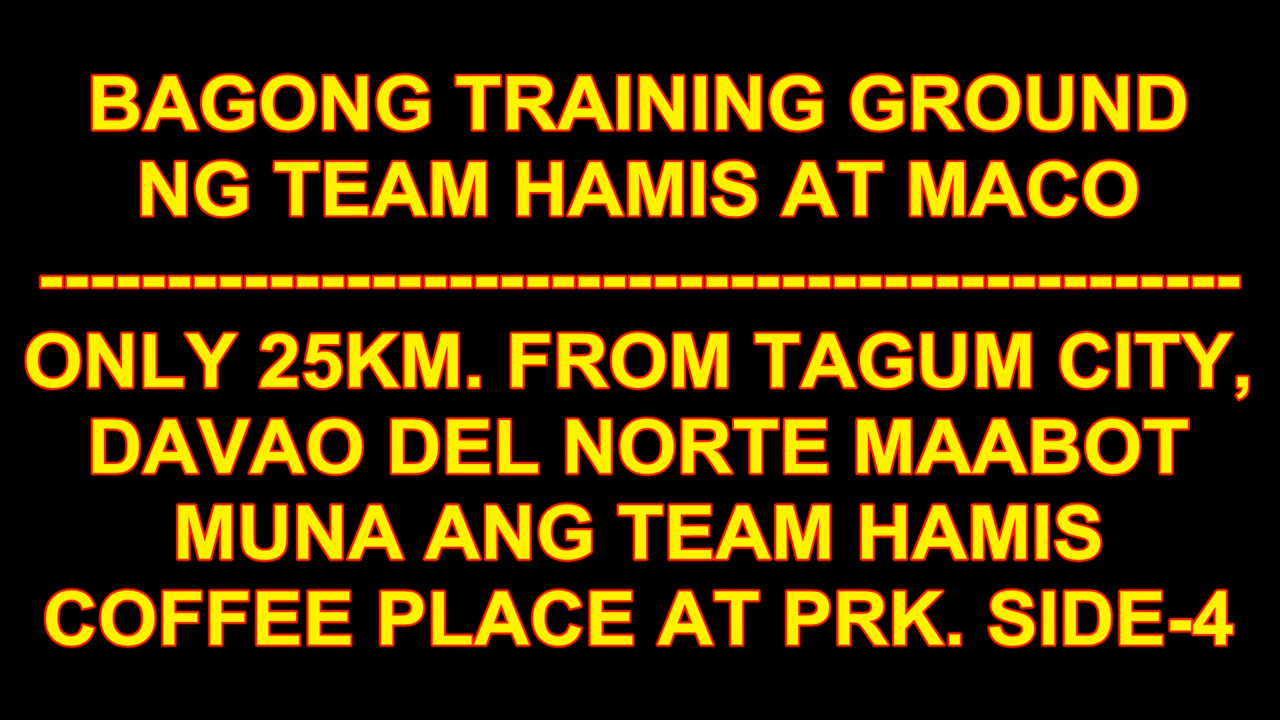 BAGONG TRAINING GROUND
NG TEAM HAMIS AT MACO
-----------------------------------------------
ONLY 25KM. FROM TAGUM CITY,
DAVAO DEL NORTE MAABOT
MUNA ANG TEAM HAMIS
COFFEE PLACE AT PRK. SIDE-4